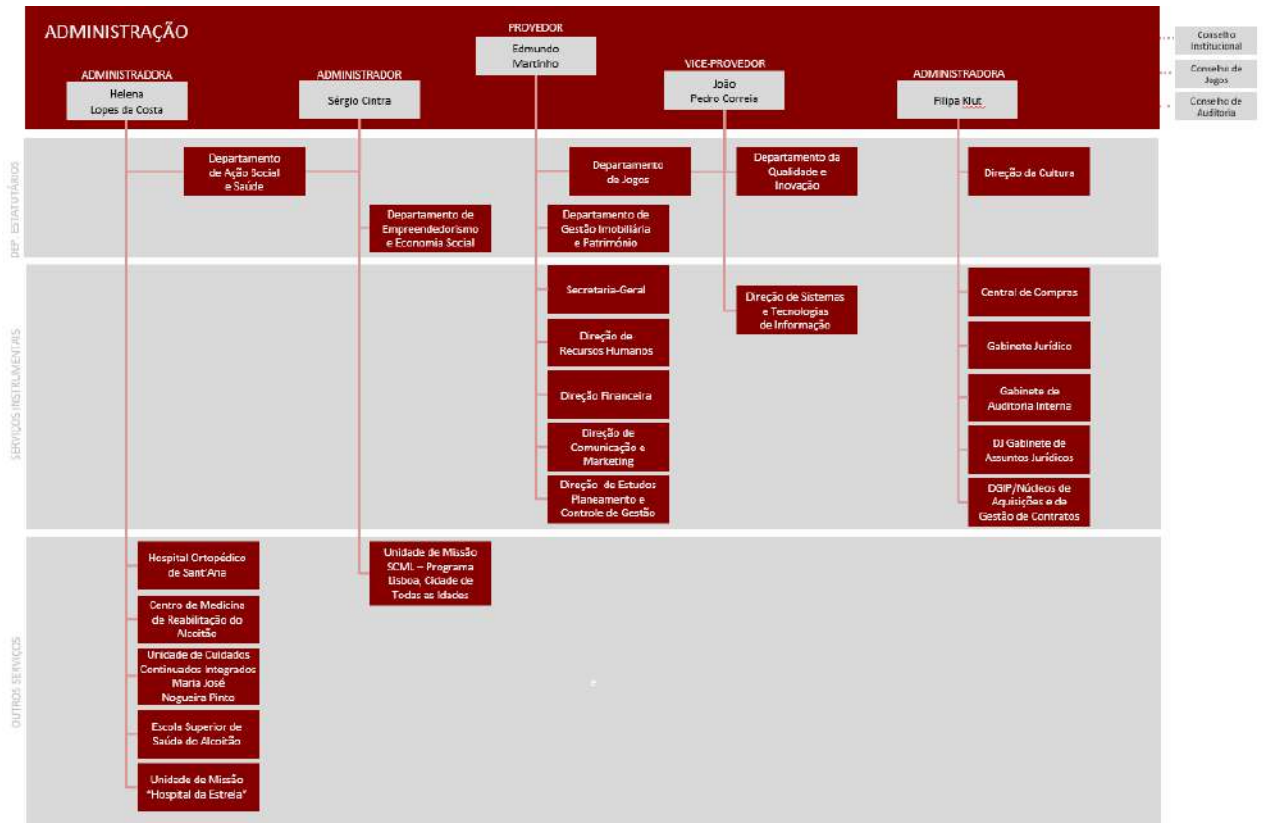 ADMINISTRAÇÃO
PROVEDOR
Edmundo
Martinho
ADMINISTRADORA
Helena
Lopes da Costa
ADMINISTRADOR
Sérgio Cintra
VICE-PROVEDOR
João
Pedro Correia
ADMINISTRADORA
Filipa Klut
Conselho
Institucional
Conselho de
Jogos
Conselho de
Auditoria
DEP. ESTATUTÁRIOS
Departamento
de Ação Social
e Saúde
Departamento
de Jogos
Departamento da
Qualidade e
Inovação
Direção da Cultura
Departamento de
Empreendedorismo
e Economia Social
Departamento de
Gestão Imobiliária
e Património
SERVIÇOS INSTRUMENTAIS
Secretaria-Geral
Direção de
Recursos Humanos
Direção Financeira
Direção de
Comunicação e
Marketing
Direção de Estudos
Planeamento e
Controle de Gestão
Direção de Sistemas
e Tecnologias
de Informação
Central de Compras
Gabinete Jurídico
Gabinete de
Auditoria Interna
DJ Gabinete de
Assuntos Jurídicos
DGIP/Núcleos de
Aquisições e de
Gestão de Contratos
OUTROS SERVIÇOS
Hospital Ortopédico
de Sant'Ana
Centro de Medicina
de Reabilitação do
Alcoitão
Unidade de Cuidados
Continuados Integrados
Maria José
Nogueira Pinto
Escola Superior de
Saúde do Alcoitão
Unidade de Missão
"Hospital da Estrela"
Unidade de Missão
SCML – Programa
Lisboa, Cidade de
Todas as Idades